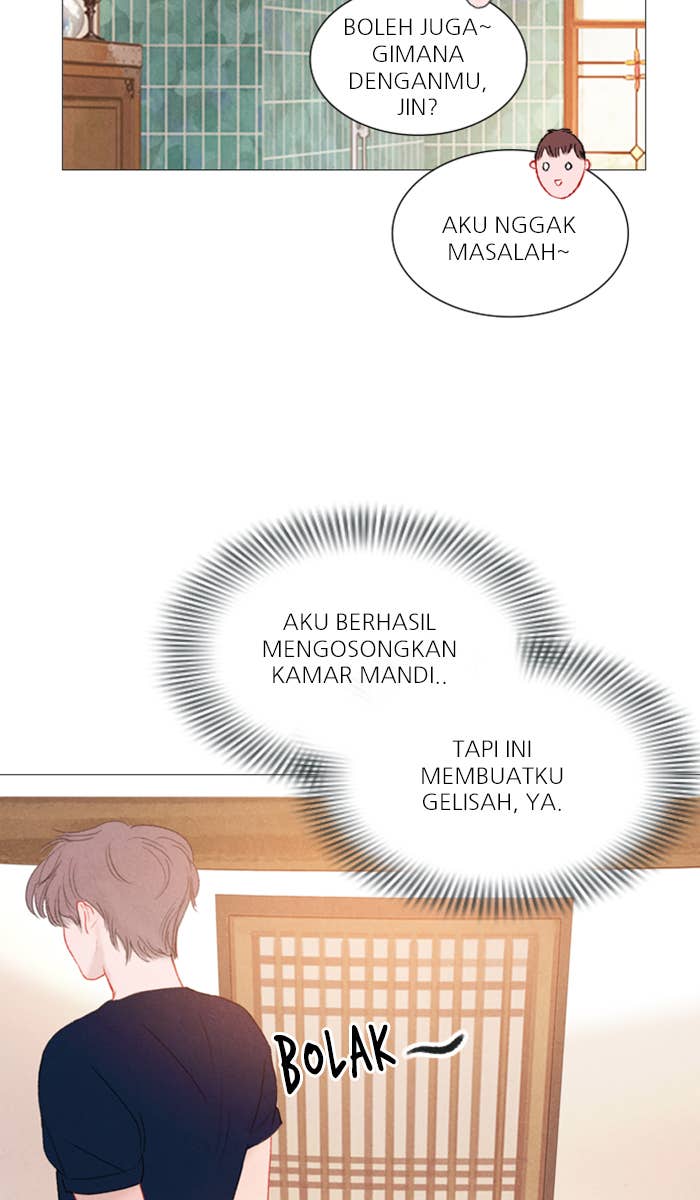 BOLEH JUGA~
GIMANA
DENGANMU,
JIN?
AKU NGGAK
MASALAH~
AKU BERHASIL
MENGOSONGKAN
KAMAR MANDI..
TAPI INI
MEMBUATKU
GELISAH, YA.
BOLAK~